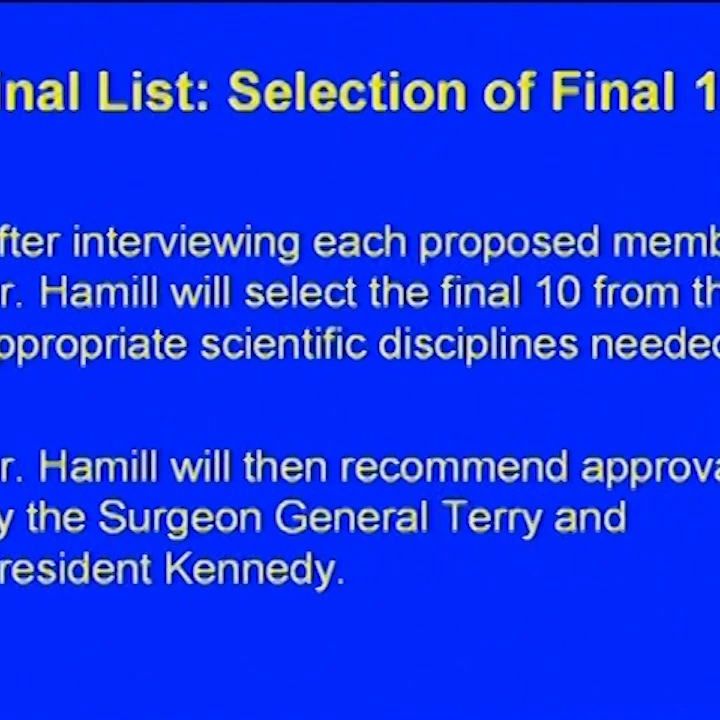 inal List: Selection of Final 1
fter interviewing each proposed memb
r. Hamill will select the final 10 from th
ppropriate scientific disciplines needed
r. Hamill will then recommend approva
y the Surgeon General Terry and
resident Kennedy.